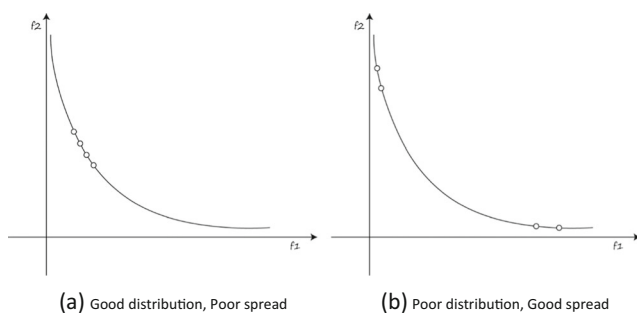 f2
f1
(a) Good distribution, Poor spread
f2
f1
(b) Poor distribution, Good spread